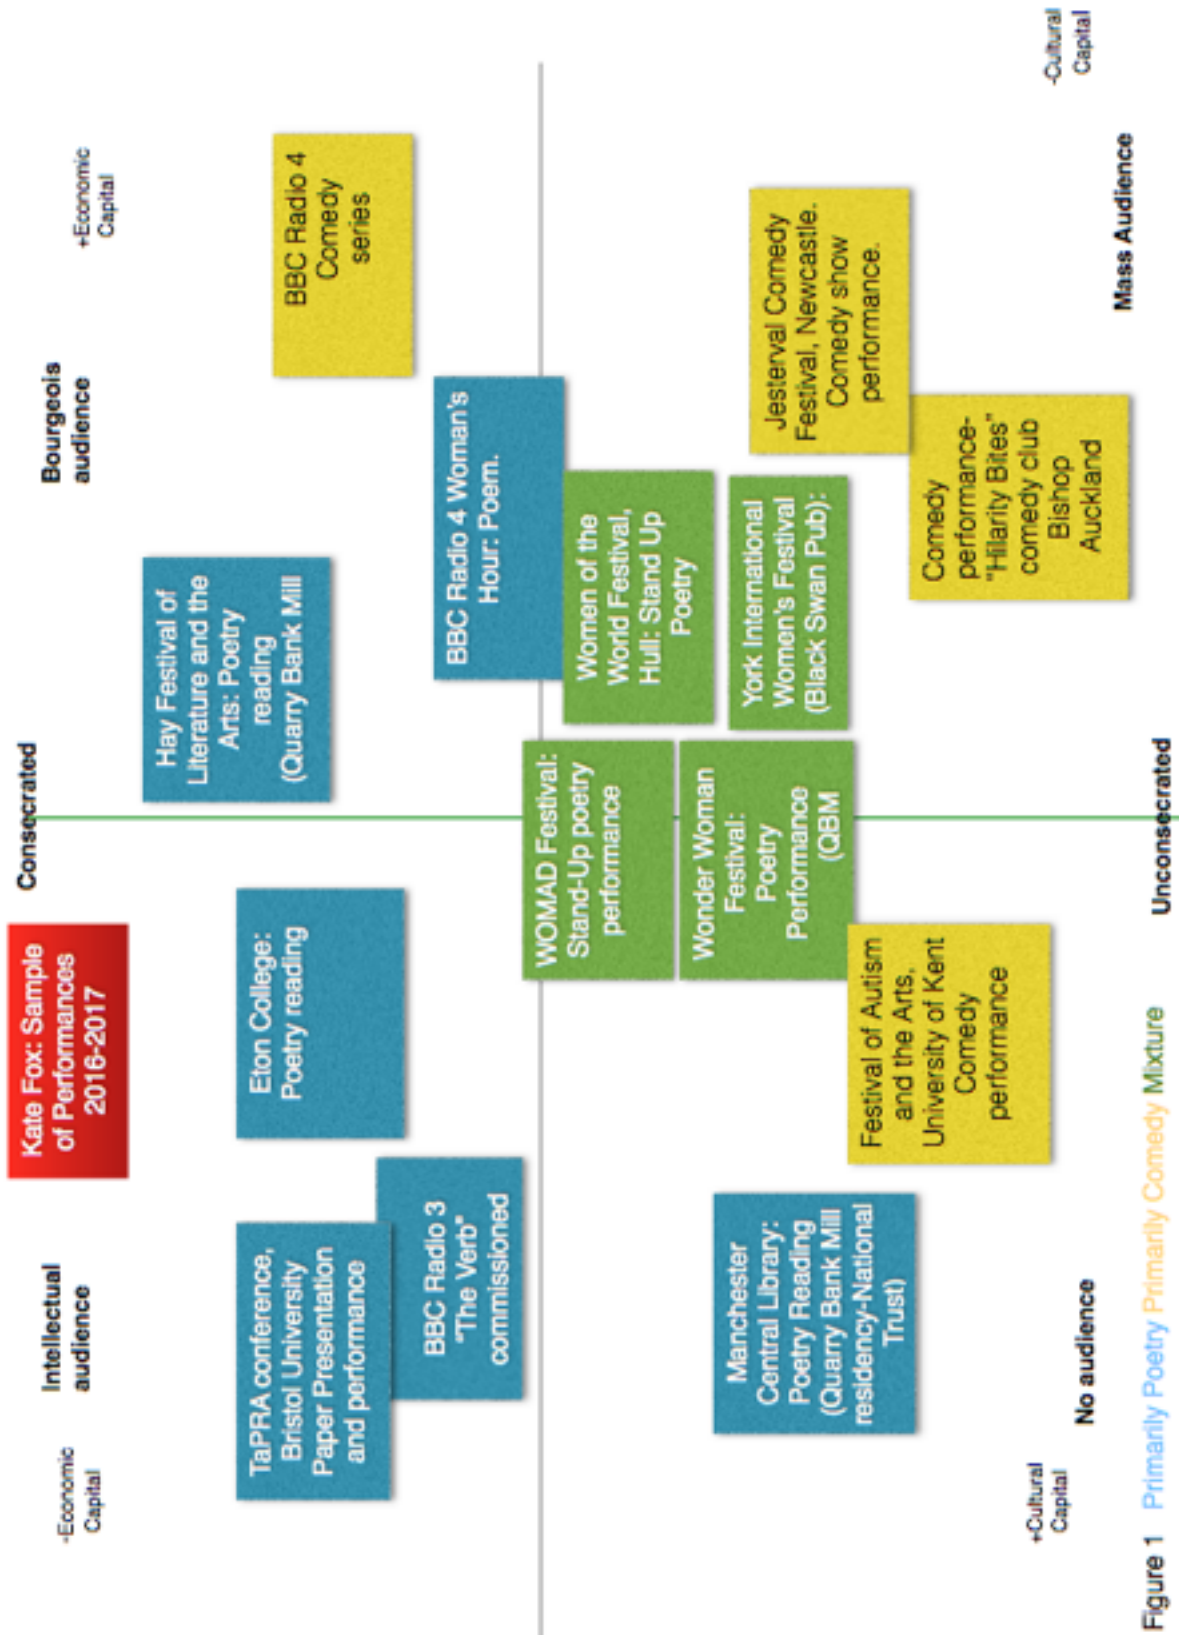 Kate Fox: Sample
of Performances
2016-2017
Consecrated
Intellectual
audience
Bourgeois
audience
-Economic
Capital
+Economic
Capital
Hay Festival of
Literature and the
Arts: Poetry
reading
(Quarry Bank Mill
TaPRA conference,
Bristol University
Paper Presentation
and performance
Eton College:
Poetry reading
BBC Radio 4
Comedy
series
BBC Radio 3
"The Verb"
commissioned
BBC Radio 4 Woman's
Hour: Poem.
WOMAD Festival:
Stand-Up poetry
performance
Women of the
World Festival,
Hull: Stand Up
Poetry
Wonder Woman
Festival:
Poetry
Performance
(QBM
York International
Women's Festival
(Black Swan Pub):
Manchester
Central Library:
Poetry Reading
(Quarry Bank Mill
residency-National
Trust)
Jesterval Comedy
Festival, Newcastle.
Comedy show
performance.
Festival of Autism
and the Arts,
University of Kent
Comedy
performance
Comedy
performance-
"Hilarity Bites"
comedy club
Bishop
Auckland
+Cultural
Capital
-Cultural
Capital
No audience
Mass Audience
Unconsecrated
Figure 1 Primarily Poetry Primarily Comedy Mixture